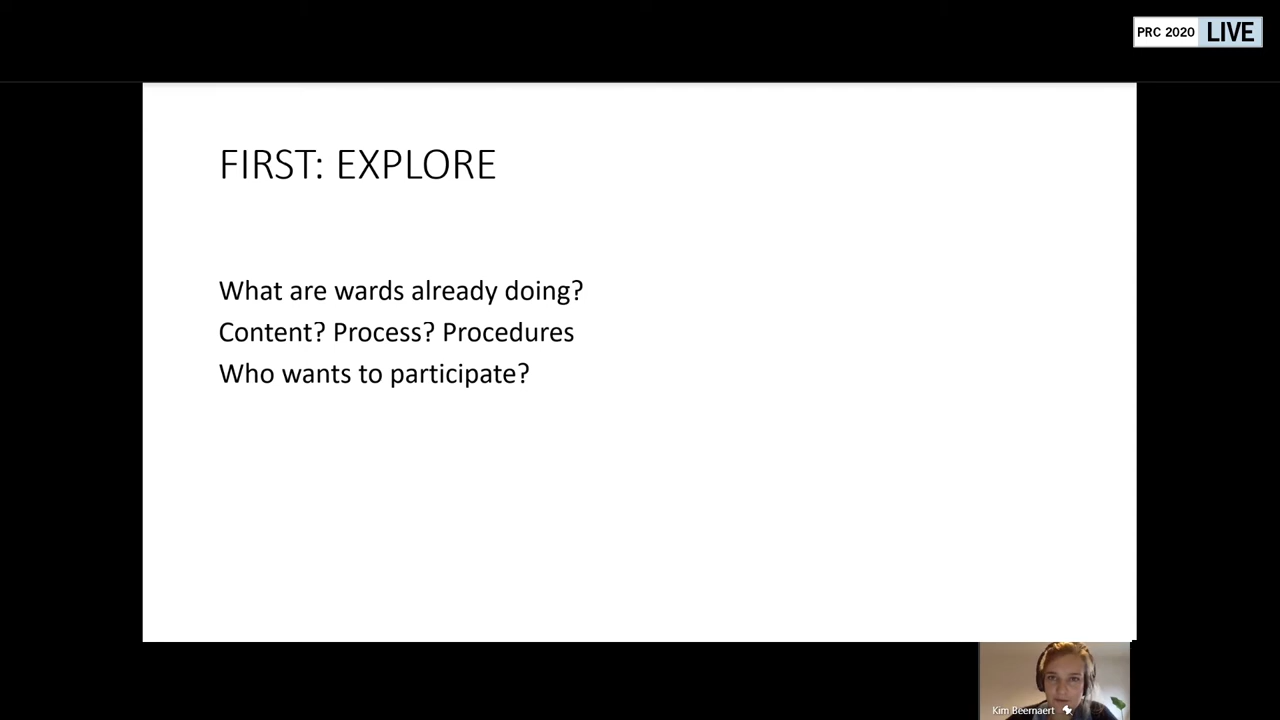 PRC 2020 LIVE
FIRST: EXPLORE
What are wards already doing?
Content? Process? Procedures
Who wants to participate?
Kim Beernaert